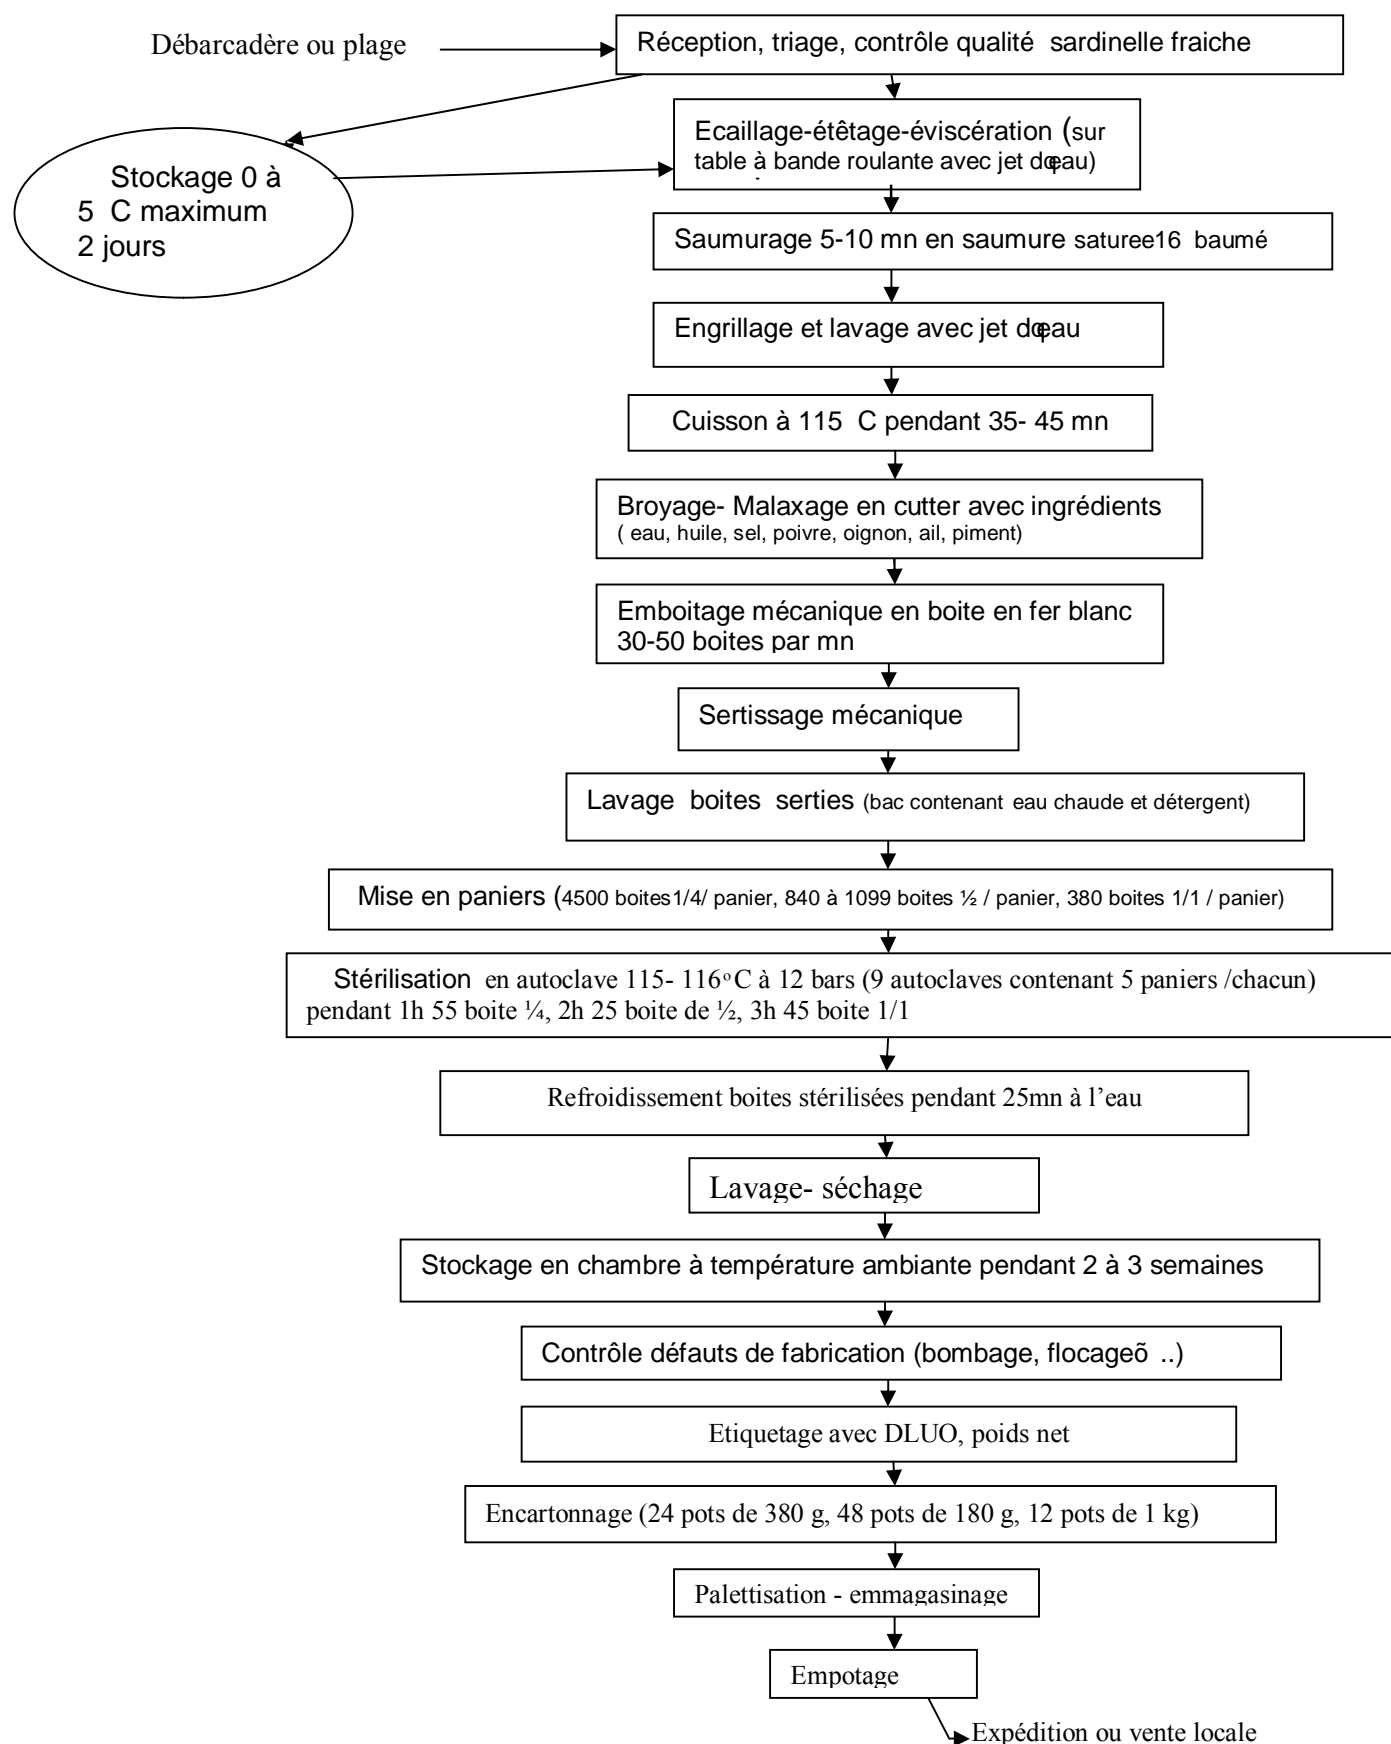 Débarcadère ou plage
Réception, triage, contrôle qualité sardinelle fraiche
Ecaillage-étêtage-éviscération (sur
table à bande roulante avec jet dœau)
Stockage 0 à
5 C maximum
2 jours
Saumurage 5-10 mn en saumure saturee16 baumé
Engrillage et lavage avec jet dœau
Cuisson à 115 C pendant 35- 45 mn
Broyage- Malaxage en cutter avec ingrédients
( eau, huile, sel, poivre, oignon, ail, piment)
Emboitage mécanique en boite en fer blanc
30-50 boites par mn
Sertissage mécanique
Lavage boites serties (bac contenant eau chaude et détergent)
Mise en paniers (4500 boites1/4/ panier, 840 à 1099 boites ½ / panier, 380 boites 1/1 / panier)
Stérilisation en autoclave 115- 116°C à 12 bars (9 autoclaves contenant 5 paniers /chacun)
pendant 1h 55 boite ¼, 2h 25 boite de ½, 3h 45 boite 1/1
Refroidissement boites stérilisées pendant 25mn à l’eau
Lavage- séchage
Stockage en chambre à température ambiante pendant 2 à 3 semaines
Contrôle défauts de fabrication (bombage, flocageõ ..)
Etiquetage avec DLUO, poids net
Encartonnage (24 pots de 380 g, 48 pots de 180 g, 12 pots de 1 kg)
Palettisation - emmagasinage
Empotage
Expédition ou vente locale